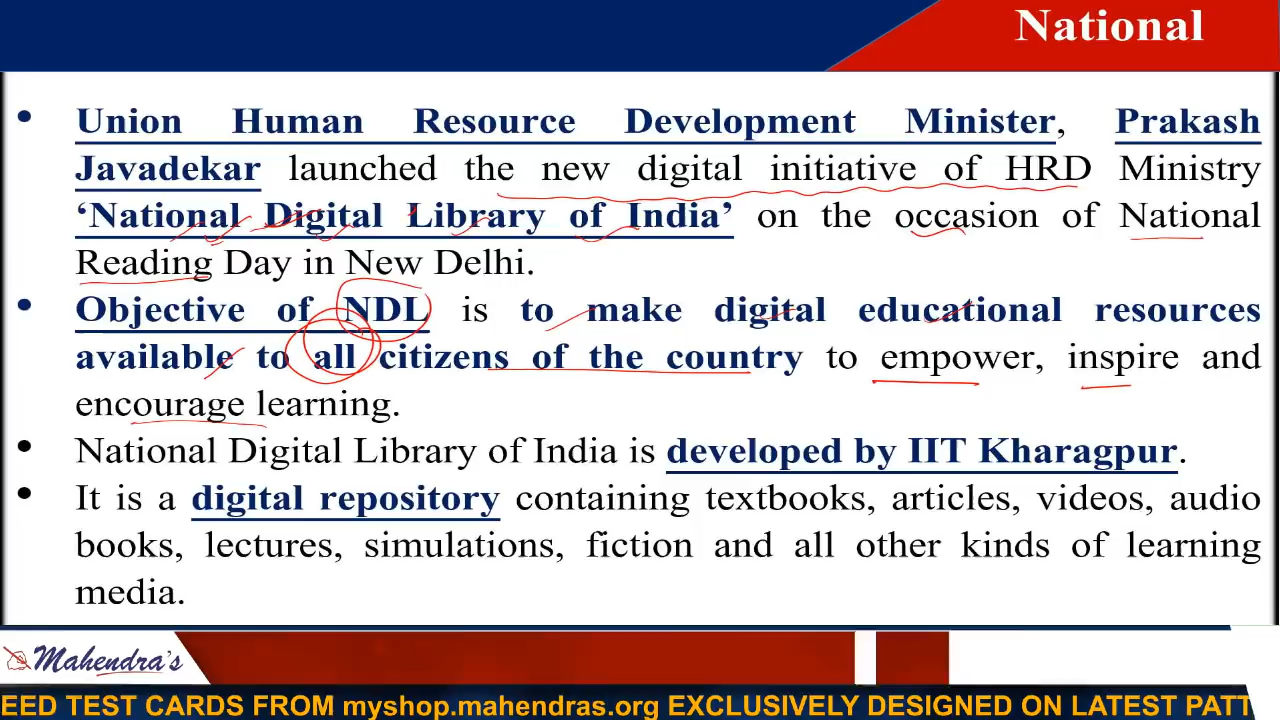 National
• Union Human Resource Development Minister, Prakash
Javadekar launched the new digital initiative of HRD Ministry
‘National Digital Library of India’ on the occasion of National
Reading Day in New Delhi.
• Objective of NDL is to make digital educational resources
available to all citizens of the country to empower, inspire and
encourage learning.
• National Digital Library of India is developed by IIT Kharagpur.
• It is a digital repository containing textbooks, articles, videos, audio
books, lectures, simulations, fiction and all other kinds of learning
media.
Mahendra's
EED TEST CARDS FROM myshop.mahendras.org EXCLUSIVELY DESIGNED ON LATEST PATT